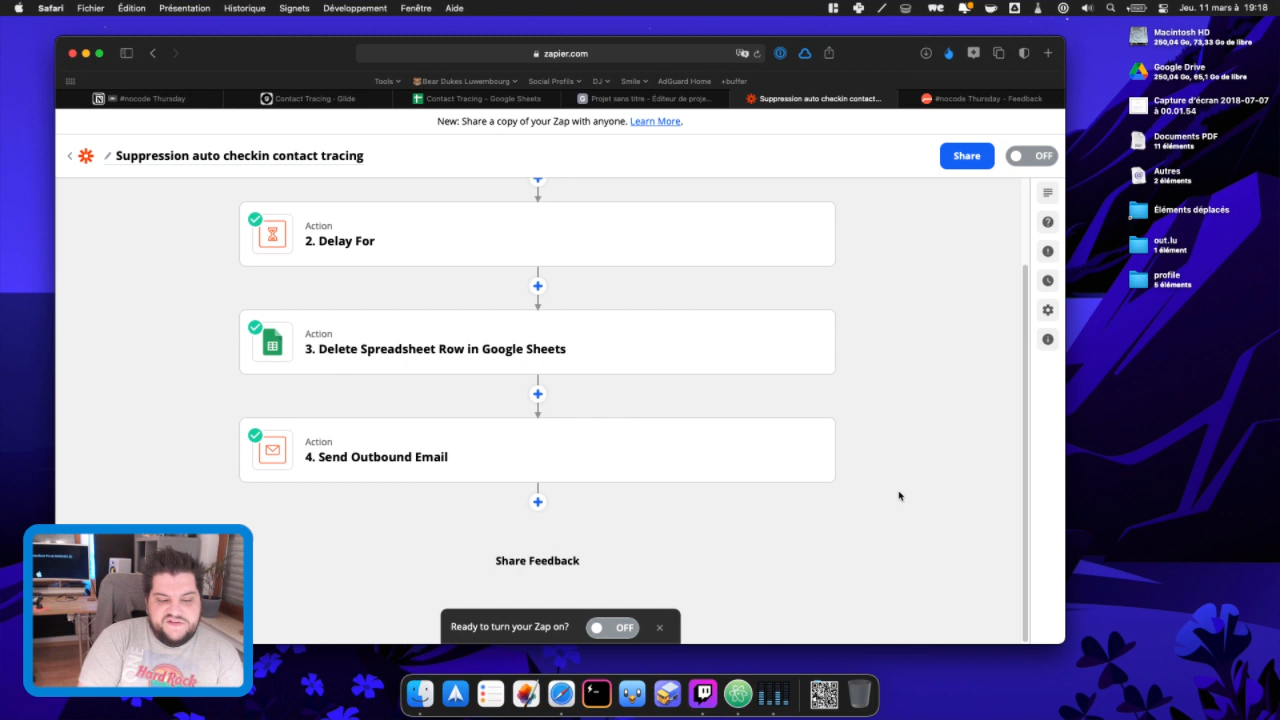 Safari Fichier Édition Présentation Historique Signets Développement Fenêtre Aide
Jeu. 11 mars à 19:18
zapier.com
Tools
Bear Dukes Luxembourg
Social Profils
DJ
Smile
AdGuard Home
+buffer
#nocode Thursday
Contact Tracing - Glide
Contact Tracing – Google Sheets
Projet sans titre - Éditeur de proje...
Suppression auto checkin contact...
#nocode Thursday – Feedback
New: Share a copy of your Zap with anyone. Learn More.
Suppression auto checkin contact tracing
Share
OFF
Action
2. Delay For
Action
3. Delete Spreadsheet Row in Google Sheets
Action
4. Send Outbound Email
Share Feedback
Ready to turn your Zap on?
OFF
Macintosh HD
250,04 Go, 73,33 Go de libre
Google Drive
250,04 Go, 65,1 Go de libre
Capture d'écran 2018-07-07
à 00.01.54
Documents PDF
11 éléments
Autres
2 éléments
Éléments déplacés
out.lu
1 élément
profile
5 éléments
Hard Rock